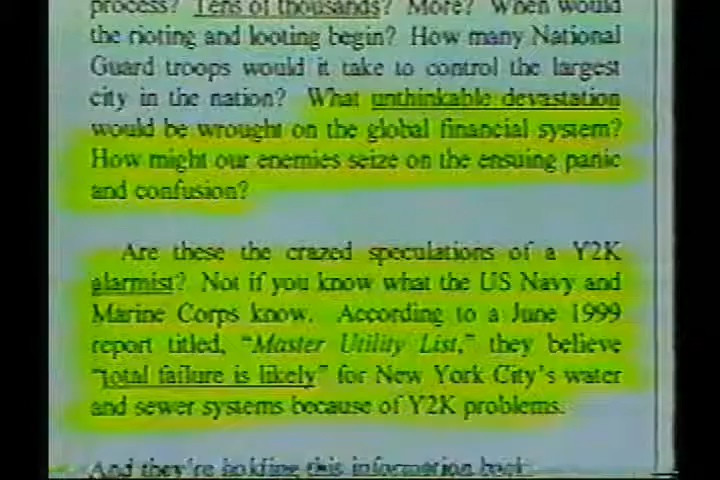 process? Tens of thousands? More? When would
the rioting and looting begin? How many National
Guard troops would it take to control the largest
city in the nation? What unthinkable devastation
would be wrought on the global financial system?
How might our enemies seize on the ensuing panic
and confusion?
Are these the crazed speculations of a Y2K
alarmist? Not if you know what the US Navy and
Marine Corps know. According to a June 1999
report titled, "Master Utility List," they believe
"total failure is likely" for New York City's water
and sewer systems because of Y2K problems.
And they're holding this information back